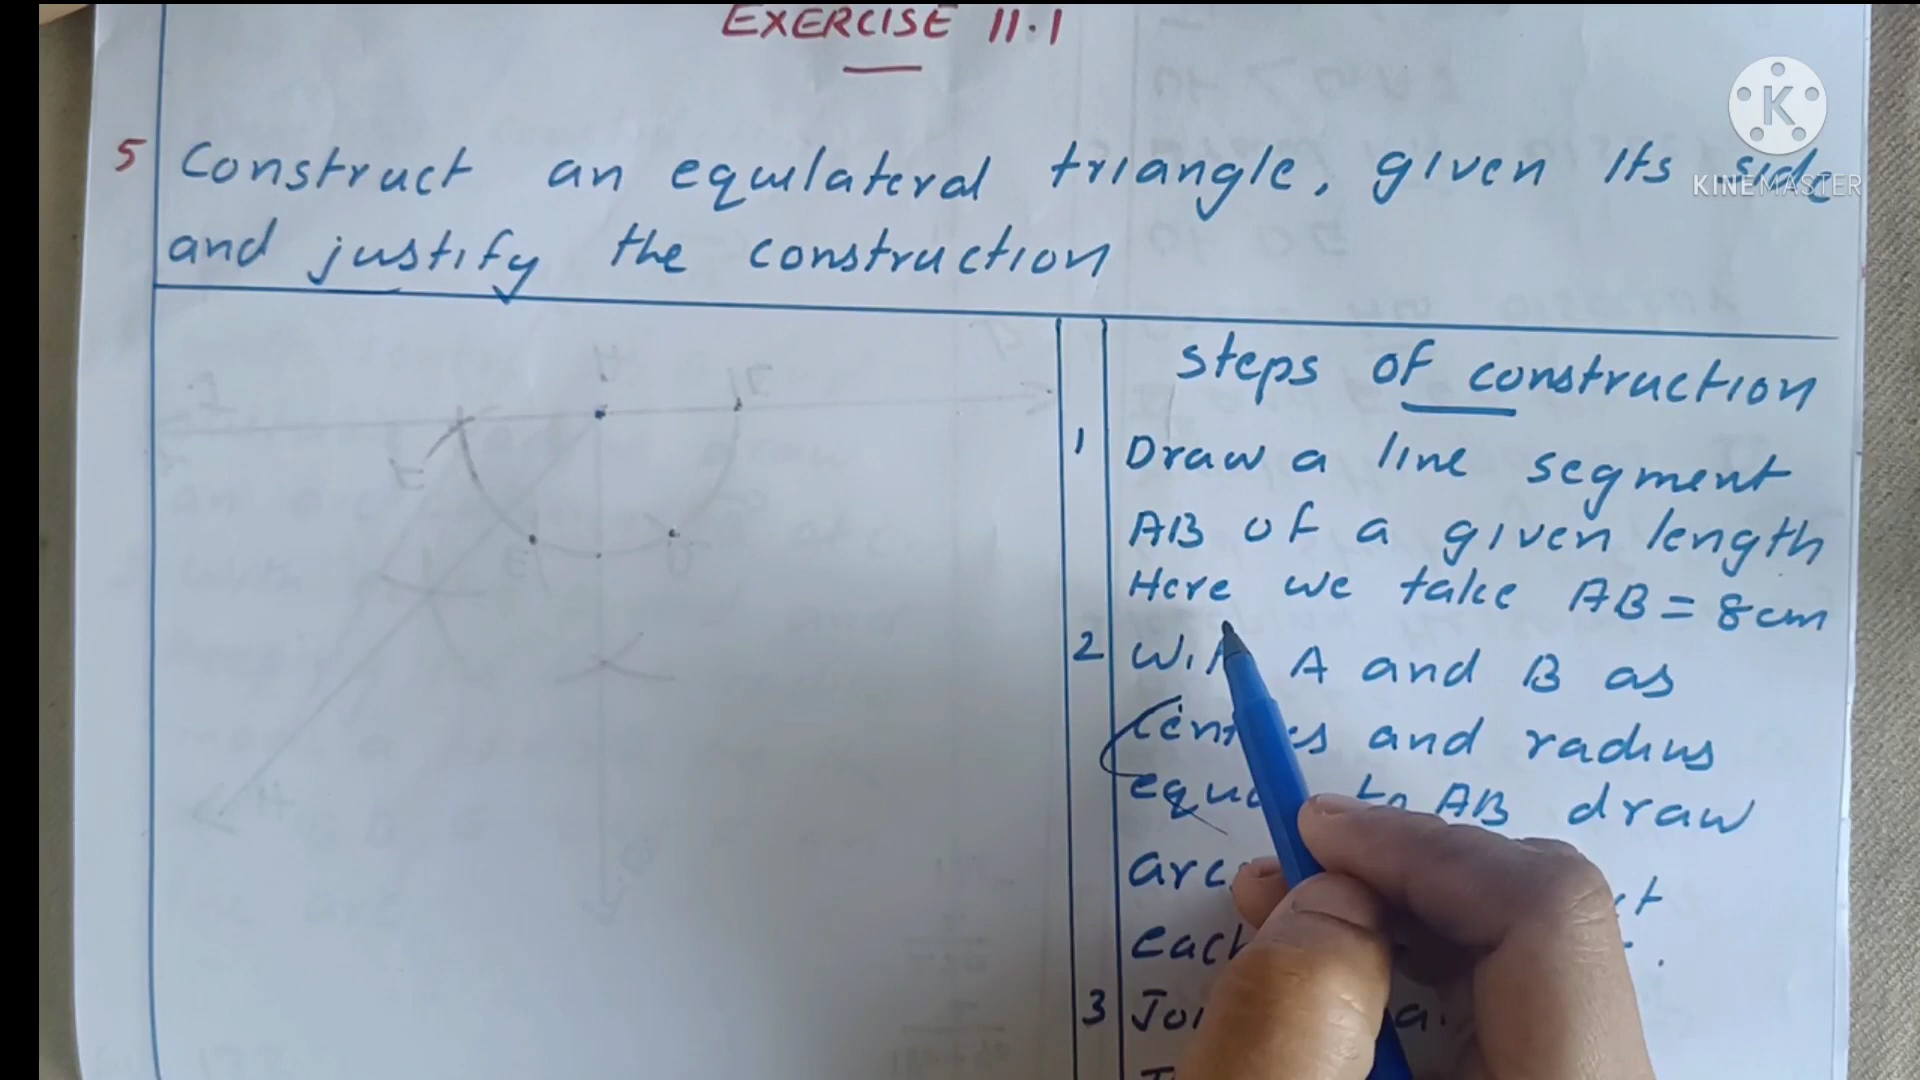 EXERCISE 11.1
5 Construct an equilateral triangle, given its side
and justify the construction
Steps of construction
1 Draw a line segment
AB of a given length
Here we take AB = 8cm
2 A and B as
and radius
to AB draw
each
3
K
KINEMASTER